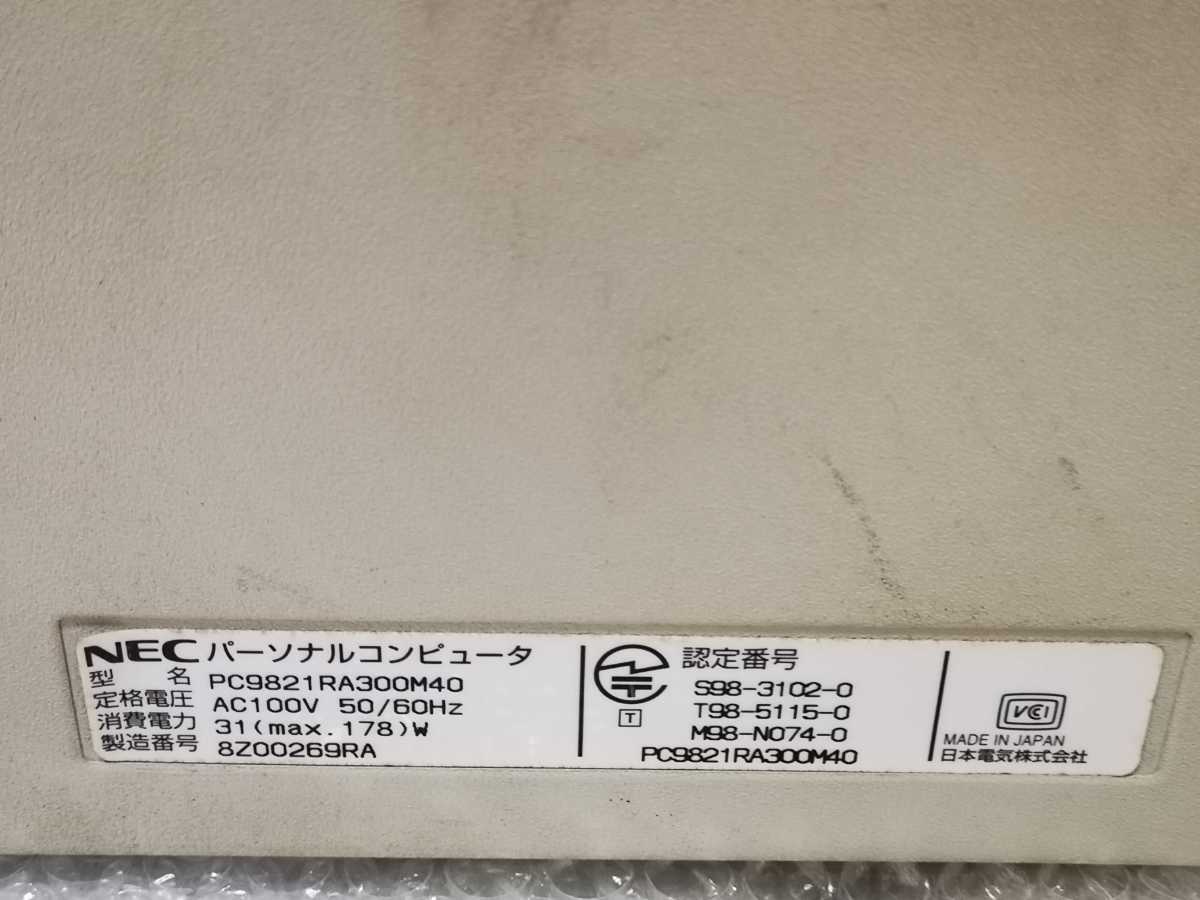 NEC パーソナルコンピュータ
型 名 PC9821RA300M40
定格電圧 AC100V 50/60Hz
消費電力 31(max.178)W
製造番号 8Z00269RA
T
認定番号
S98-3102-0
T98-5115-0
M98-N074-0
PC9821RA300M40
VCCI
MADE IN JAPAN
日本電気株式会社